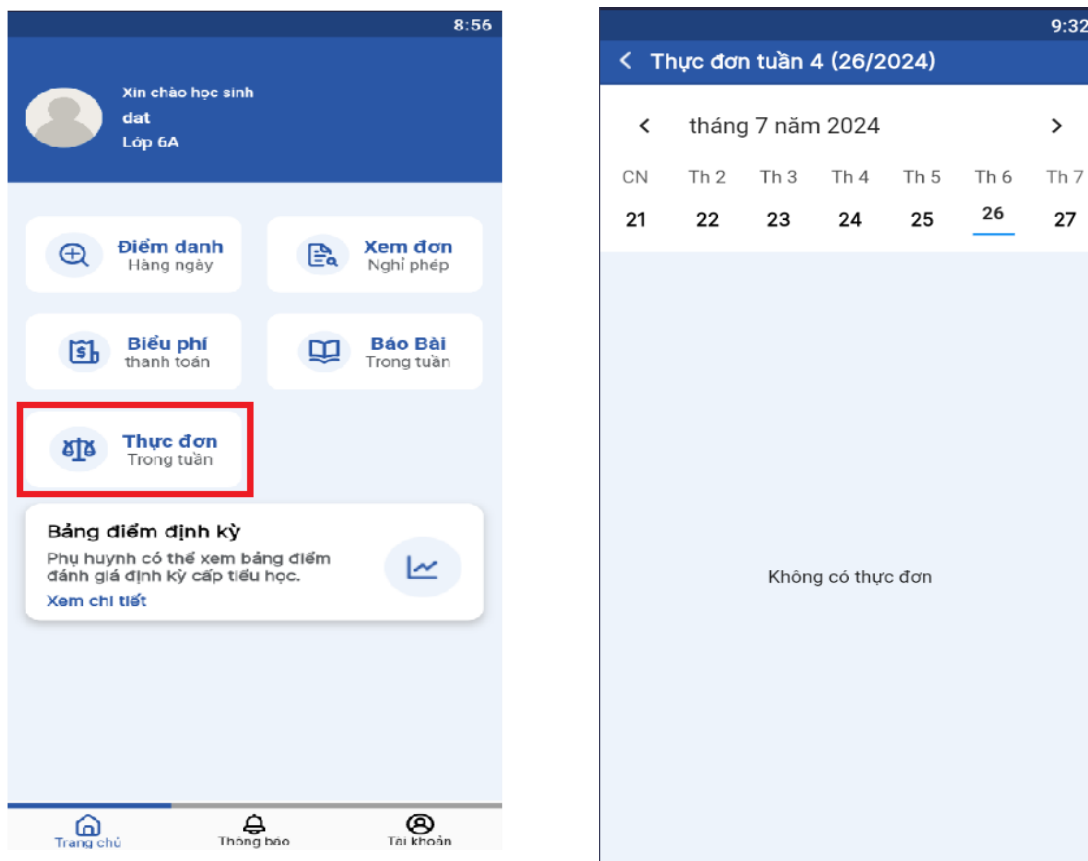 8:56
Xin chào học sinh
dat
Lớp 6A
Điểm danh
Hàng ngày
Xem đơn
Nghỉ phép
Biểu phí
thanh toán
Báo Bài
Trong tuần
Thực đơn
Trong tuần
Bảng điểm định kỳ
Phụ huynh có thể xem bảng điểm
đánh giá định kỳ cấp tiểu học.
Xem chi tiết
Trang chủ
Thông báo
Tài khoản
9:32
Thực đơn tuần 4 (26/2024)
tháng 7 năm 2024
CN Th 2 Th 3 Th 4 Th 5 Th 6 Th 7
21 22 23 24 25 26 27
Không có thực đơn